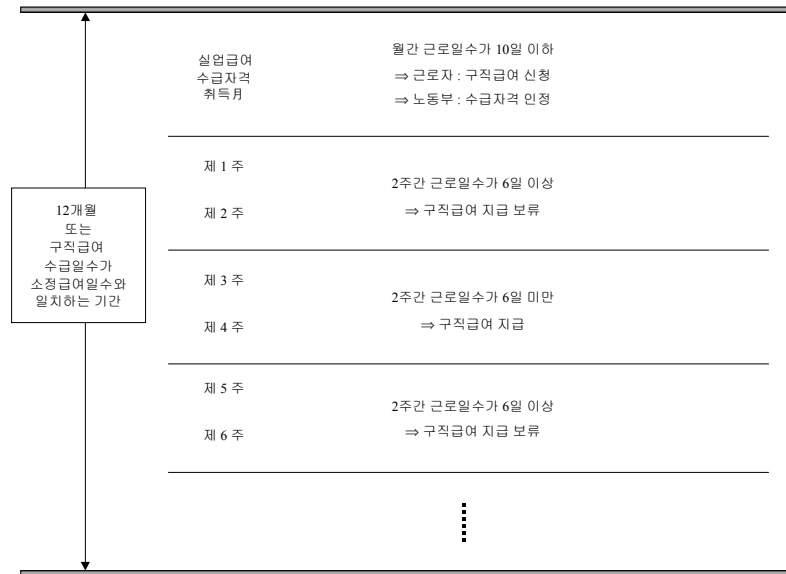 실업급여
수급자격
취득月
월간 근로일수가 10일 이하
⇒ 근로자 : 구직급여 신청
⇒ 노동부 : 수급자격 인정
12개월
또는
구직급여
수급일수가
소정급여일수와
일치하는 기간
제 1 주
제 2 주
2주간 근로일수가 6일 이상
⇒ 구직급여 지급 보류
제 3 주
제 4 주
2주간 근로일수가 6일 미만
⇒ 구직급여 지급
제 5 주
제 6 주
2주간 근로일수가 6일 이상
⇒ 구직급여 지급 보류